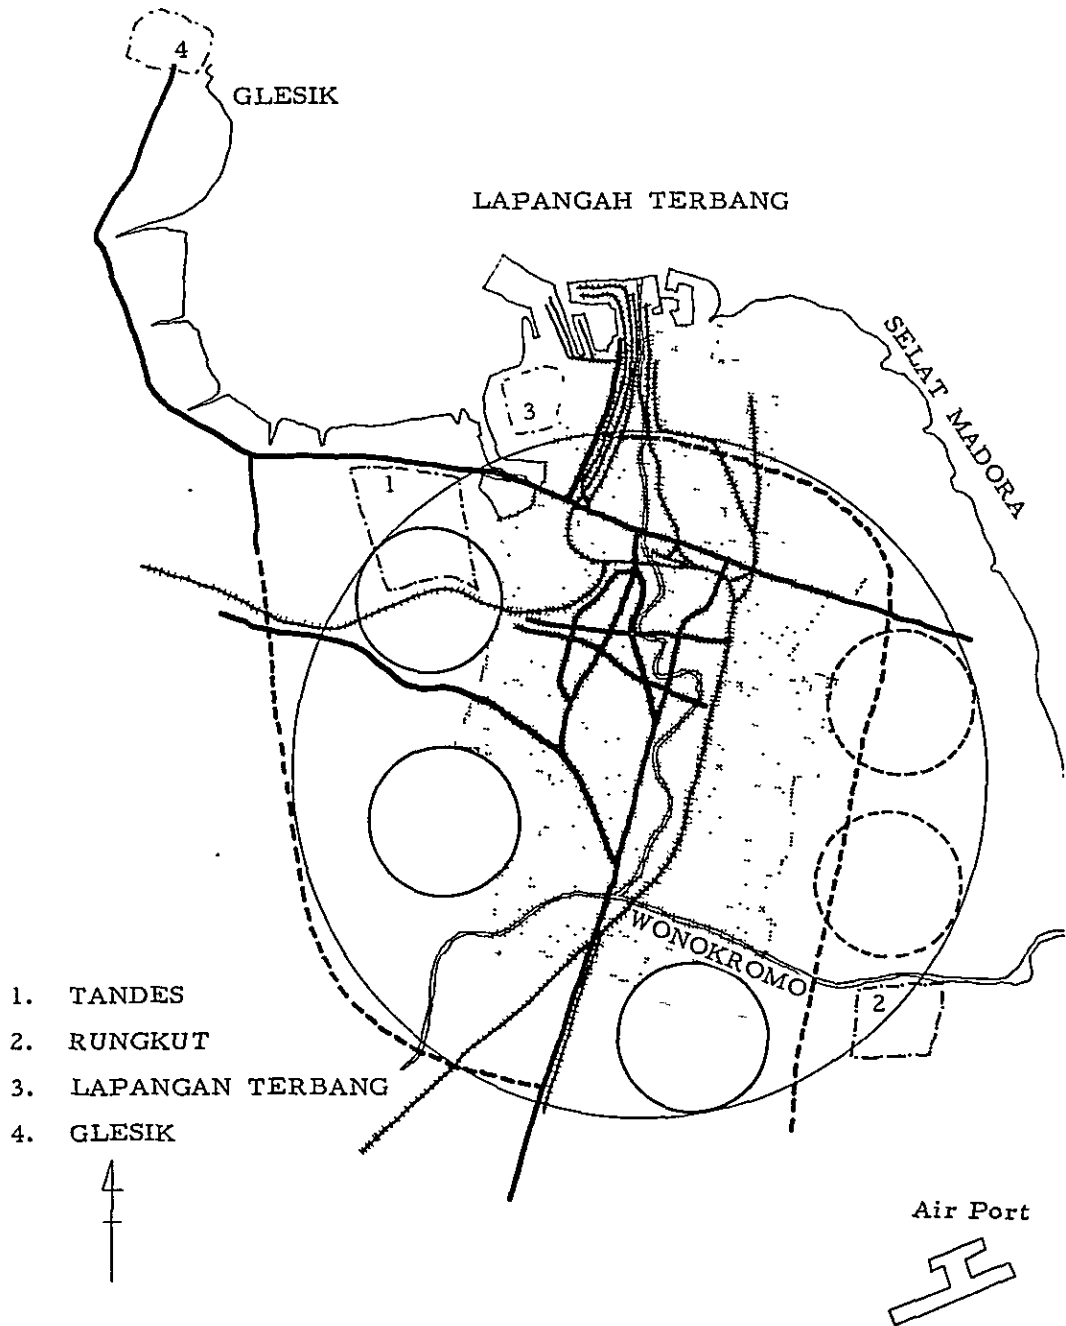 4
GLESIK
LAPANGAH TERBANG
SELAT MADORA
3
1
WONOKROMO
2
1. TANDES
2. RUNGKUT
3. LAPANGAN TERBANG
4. GLESIK
Air Port